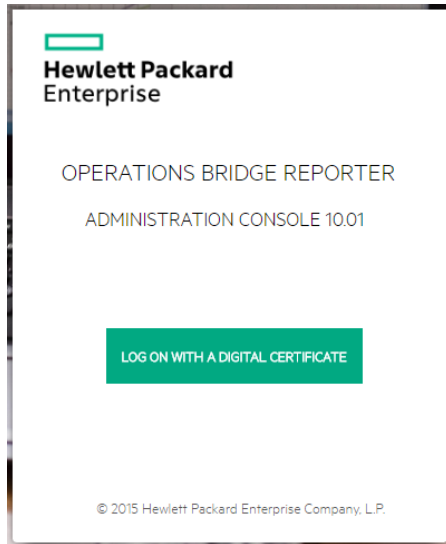 Hewlett Packard
Enterprise
OPERATIONS BRIDGE REPORTER
ADMINISTRATION CONSOLE 10.01
LOG ON WITH A DIGITAL CERTIFICATE
© 2015 Hewlett Packard Enterprise Company, L.P.